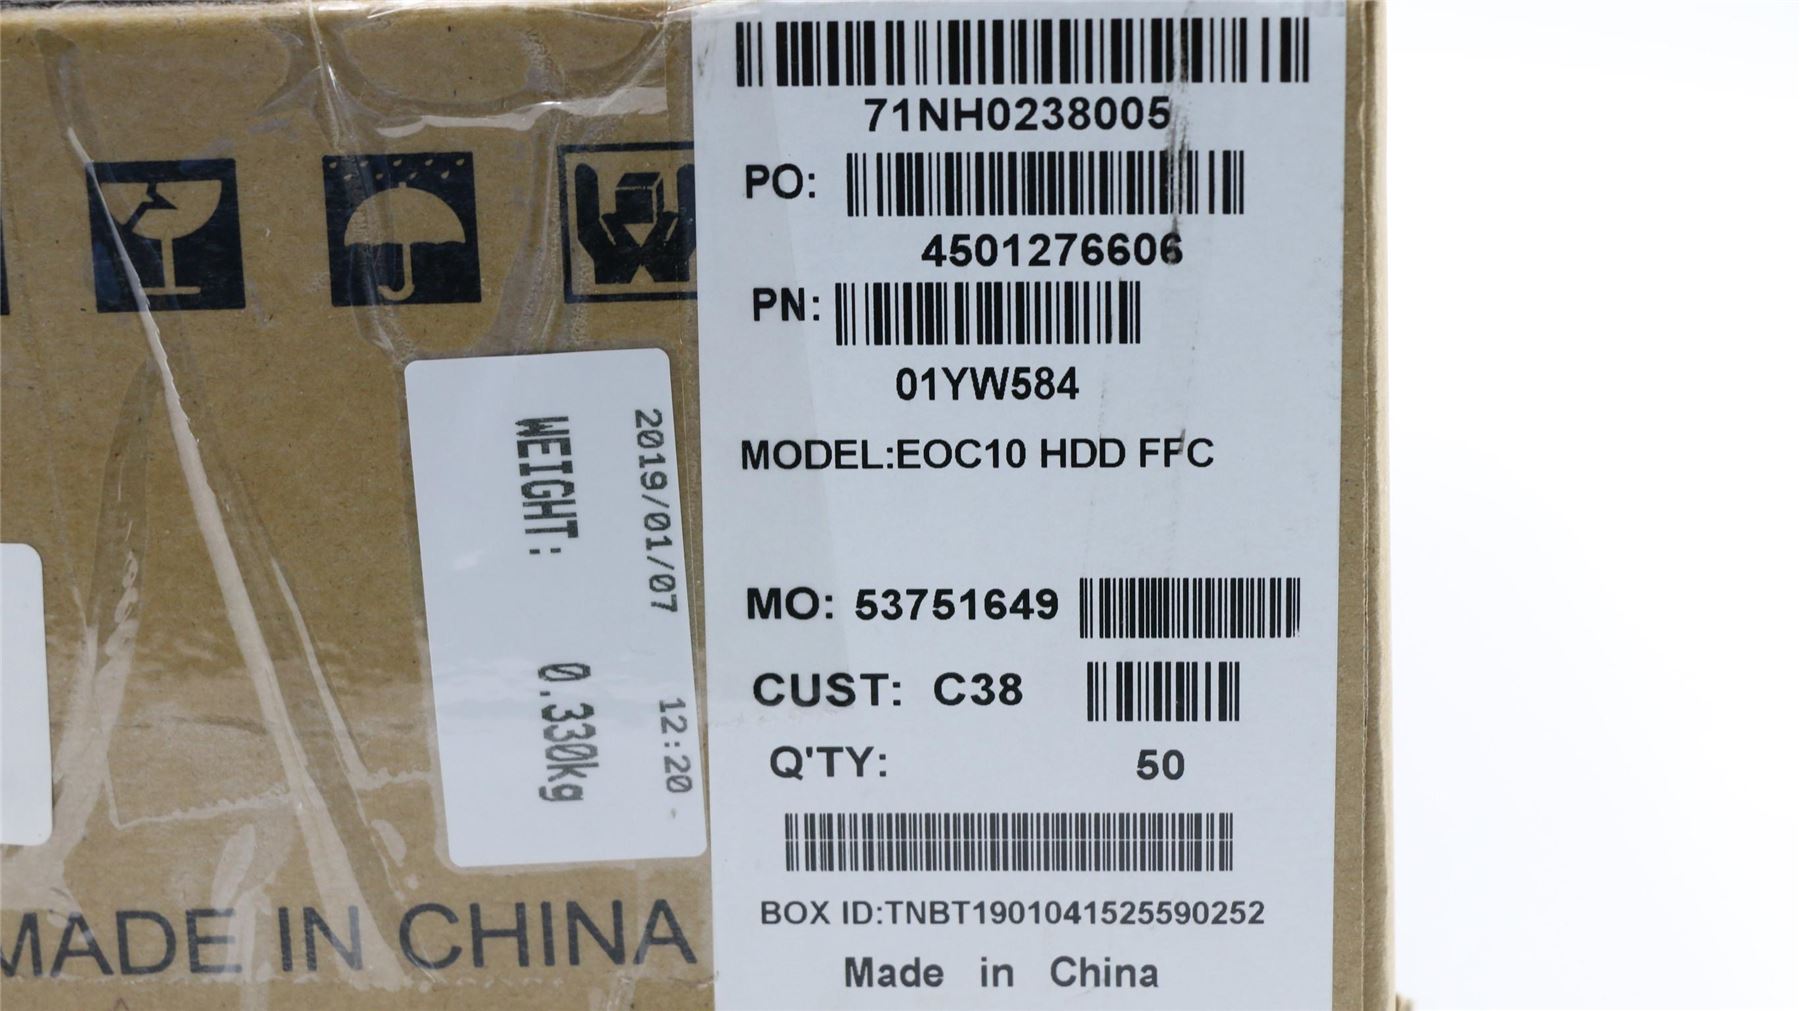 71NH0238005
PO:
4501276606
PN:
01YW584
MODEL:EOC10 HDD FFC
MO: 53751649
CUST: C38
Q'TY: 50
BOX ID:TNBT1901041525590252
Made in China
2019/01/07 12:20
WEIGHT: 0.330kg
MADE IN CHINA